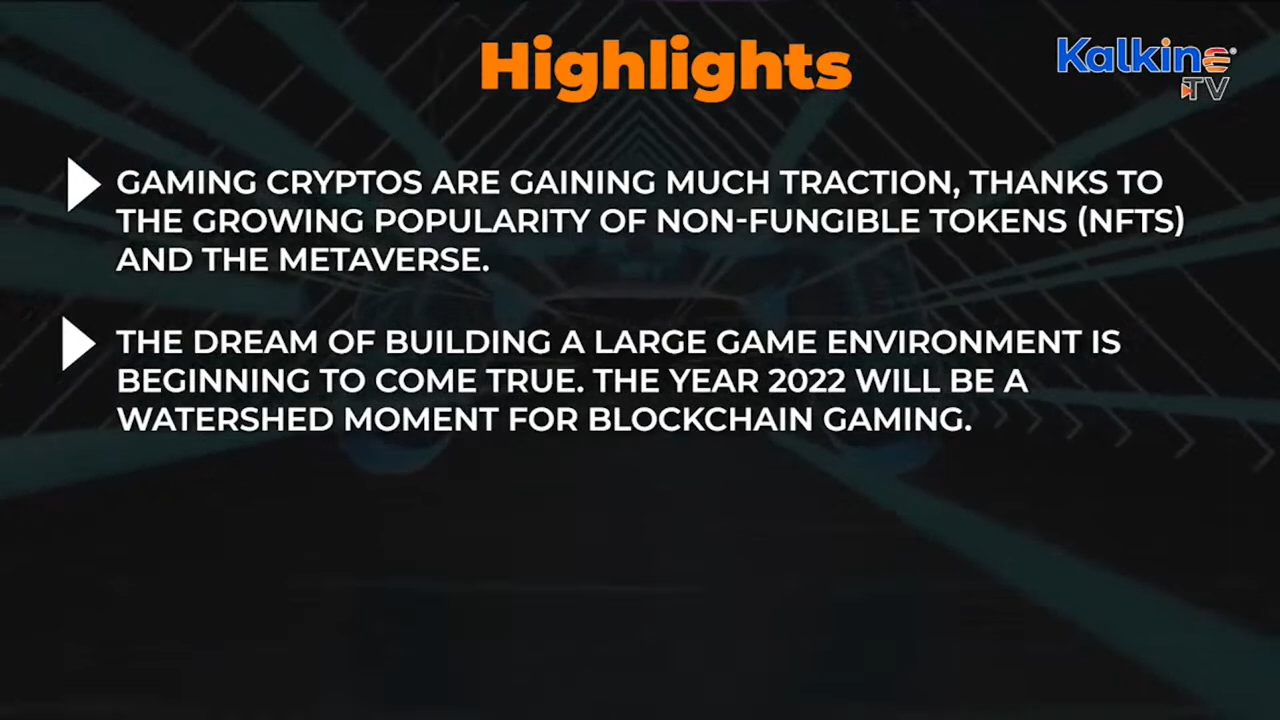 Highlights
Kalkine
TV
GAMING CRYPTOS ARE GAINING MUCH TRACTION, THANKS TO
THE GROWING POPULARITY OF NON-FUNGIBLE TOKENS (NFTS)
AND THE METAVERSE.
THE DREAM OF BUILDING A LARGE GAME ENVIRONMENT IS
BEGINNING TO COME TRUE. THE YEAR 2022 WILL BE A
WATERSHED MOMENT FOR BLOCKCHAIN GAMING.